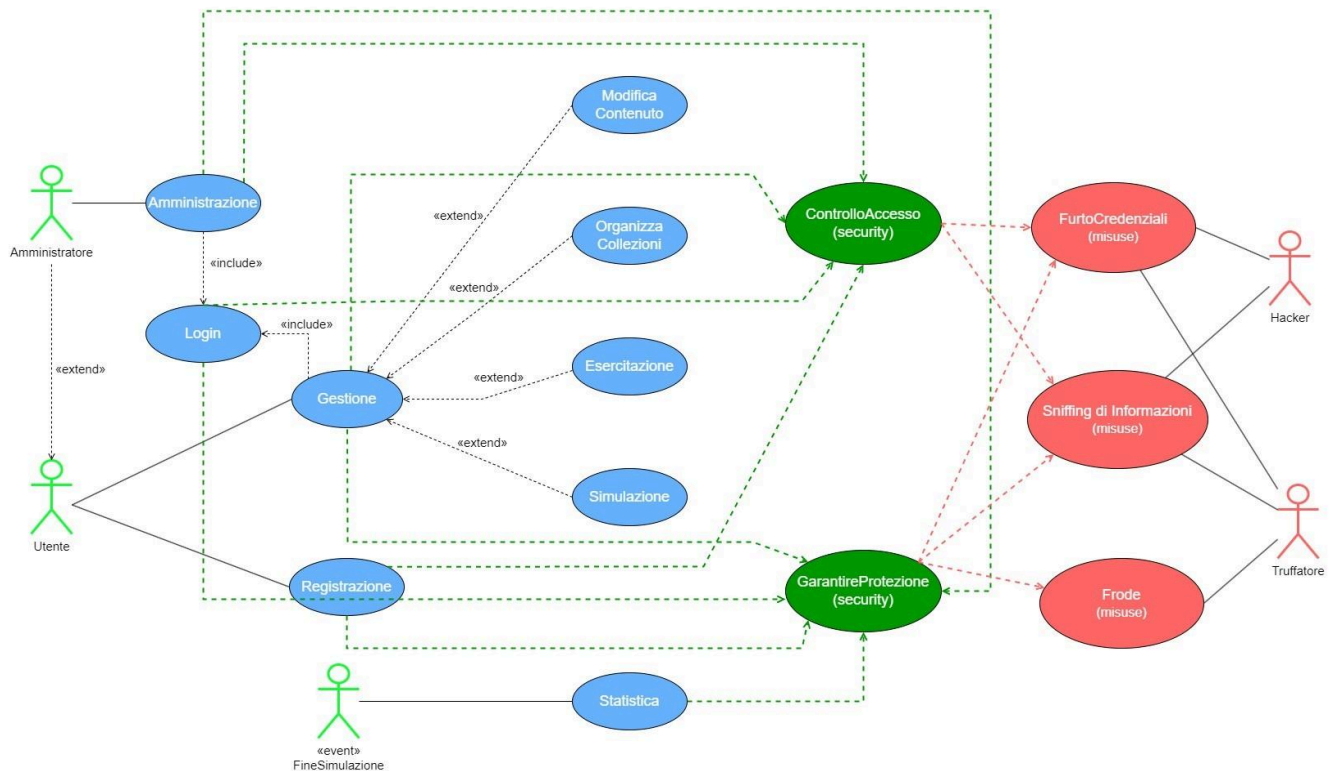 Modifica
Contenuto
Amministrazione
«extend»
Organizza
Collezioni
ControlloAccesso
(security)
FurtoCredenziali
(misuse)
Amministratore
«include»
«extend»
Hacker
Login
«include»
«extend»
Gestione
«extend»
Esercitazione
Sniffing di Informazioni
(misuse)
«extend»
Simulazione
Utente
Registrazione
GarantireProtezione
(security)
Frode
(misuse)
Truffatore
Statistica
«event»
FineSimulazione